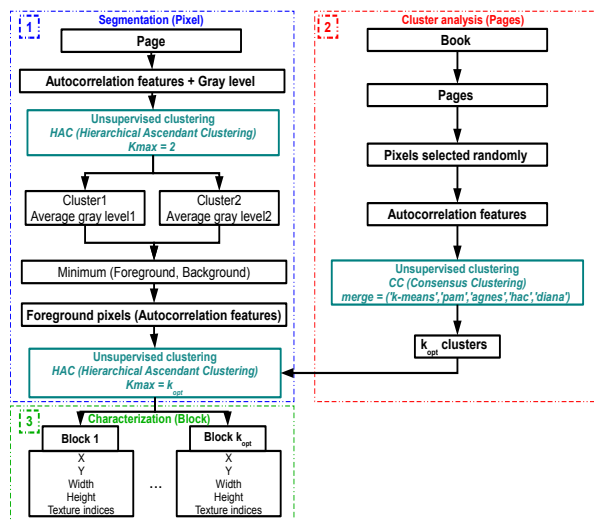 1
Segmentation (Pixel)
Page
Autocorrelation features + Gray level
Unsupervised clustering
HAC (Hierarchical Ascendant Clustering)
Kmax = 2
Cluster1
Average gray level1
Cluster2
Average gray level2
Minimum (Foreground, Background)
Foreground pixels (Autocorrelation features)
Unsupervised clustering
HAC (Hierarchical Ascendant Clustering)
Kmax = kopt
2
Cluster analysis (Pages)
Book
Pages
Pixels selected randomly
Autocorrelation features
Unsupervised clustering
CC (Consensus Clustering)
merge = ('k-means','pam','agnes','hac','diana')
kopt clusters
3
Characterization (Block)
Block 1
X
Y
Width
Height
Texture indices
...
Block kopt
X
Y
Width
Height
Texture indices